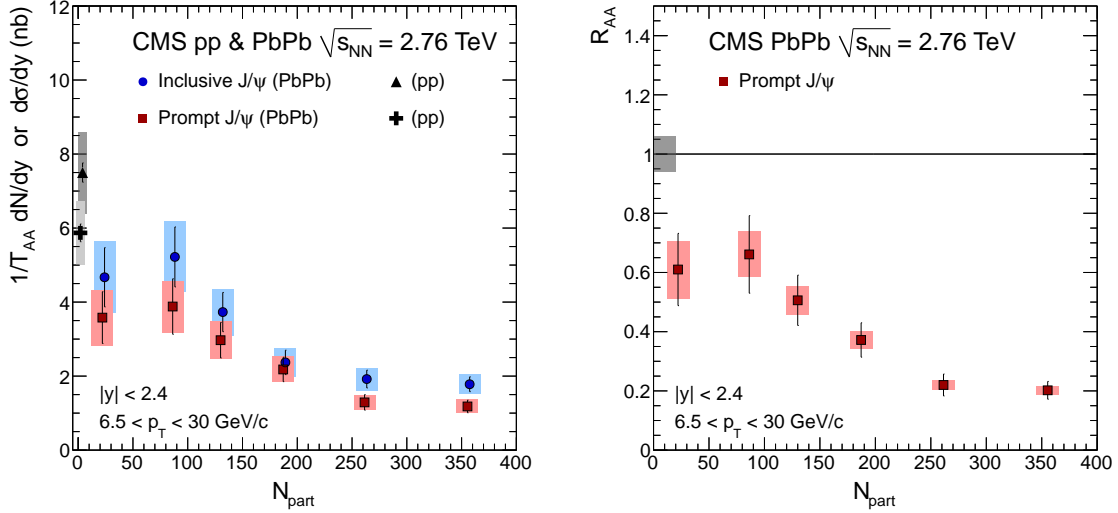 CMS pp & PbPb √s_NN = 2.76 TeV
Inclusive J/ψ (PbPb)
(pp)
Prompt J/ψ (PbPb)
(pp)
|y| < 2.4
6.5 < p_T < 30 GeV/c
1/T_AA dN/dy or dσ/dy (nb)
14
12
10
8
6
4
2
0
0 50 100 150 200 250 300 350 400
N_part
CMS PbPb √s_NN = 2.76 TeV
Prompt J/ψ
|y| < 2.4
6.5 < p_T < 30 GeV/c
R_AA
1.4
1.2
1
0.8
0.6
0.4
0.2
0
0 50 100 150 200 250 300 350 400
N_part